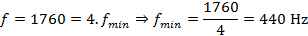 f = 1760 = 4.f_min ⇒ f_min = 1760/4 = 440 Hz